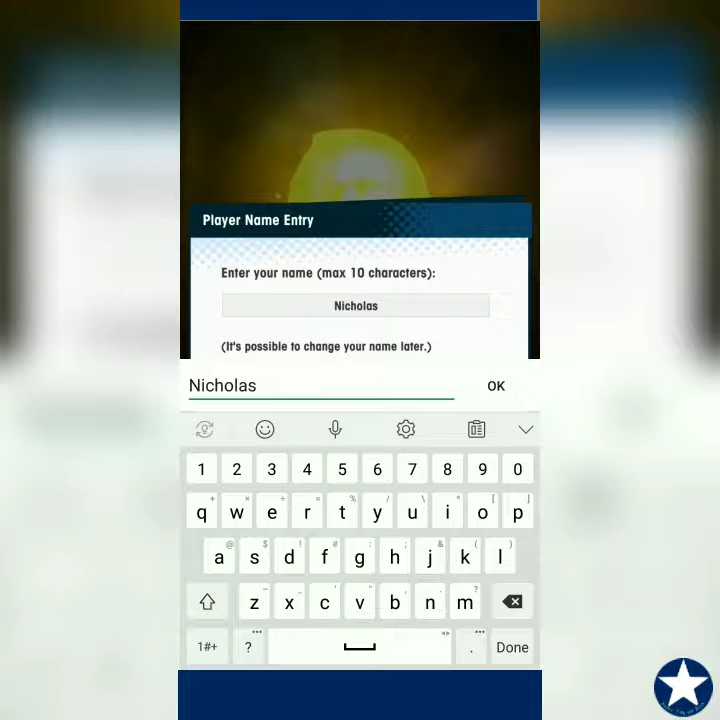 Player Name Entry
Enter your name (max 10 characters):
Nicholas
(It's possible to change your name later.)
Nicholas
OK
1 2 3 4 5 6 7 8 9 0
+ × ÷ = % / \ * [ ]
q w e r t y u i o p
@ $ ! # : ; & ( )
a s d f g h j k l
z x c v b n m ?
1#+ ? . Done